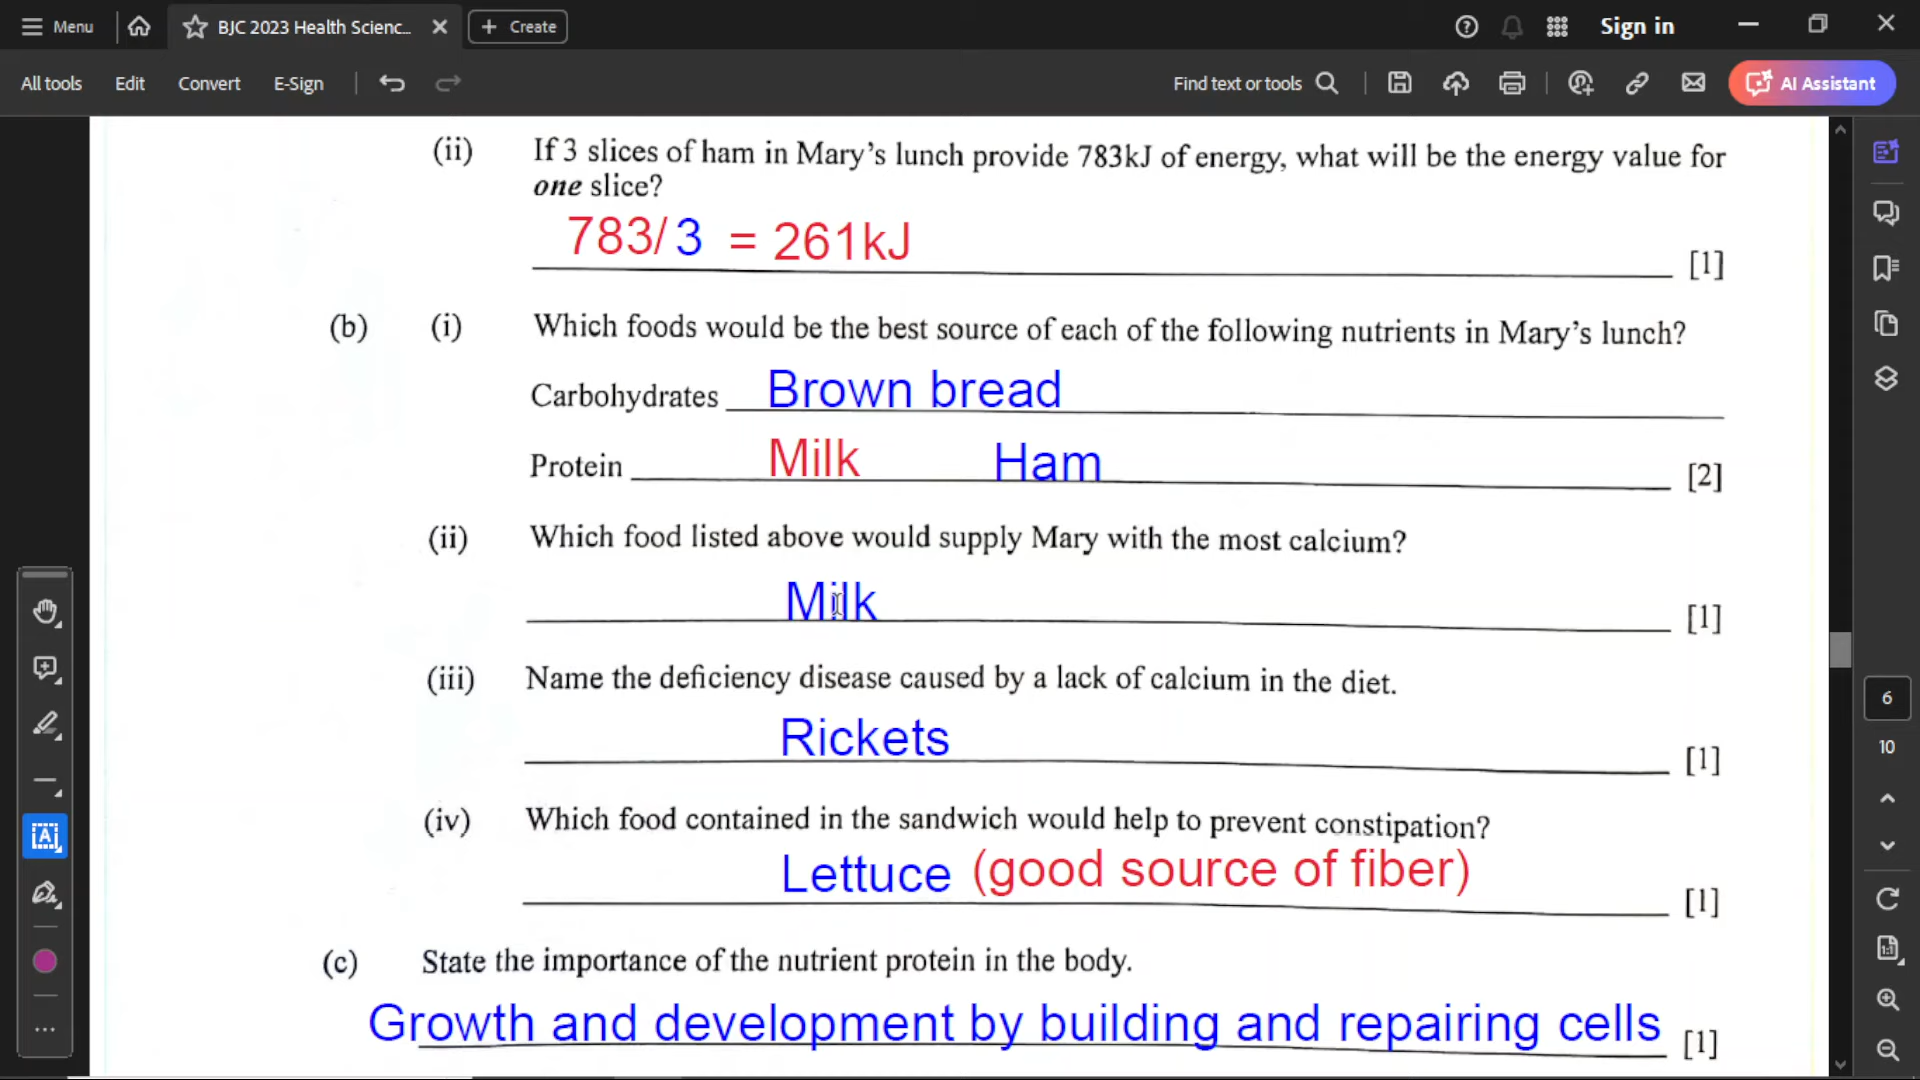 Menu
BJC 2023 Health Scienc...
Create
Sign in
All tools
Edit
Convert
E-Sign
Find text or tools
AI Assistant
(ii) If 3 slices of ham in Mary's lunch provide 783kJ of energy, what will be the energy value for
one slice?
783/ 3 = 261kJ
[1]
(b) (i) Which foods would be the best source of each of the following nutrients in Mary's lunch?
Carbohydrates Brown bread
Protein Milk Ham [2]
(ii) Which food listed above would supply Mary with the most calcium?
Milk [1]
(iii) Name the deficiency disease caused by a lack of calcium in the diet.
Rickets [1]
(iv) Which food contained in the sandwich would help to prevent constipation?
Lettuce (good source of fiber) [1]
(c) State the importance of the nutrient protein in the body.
Growth and development by building and repairing cells [1]
6
10